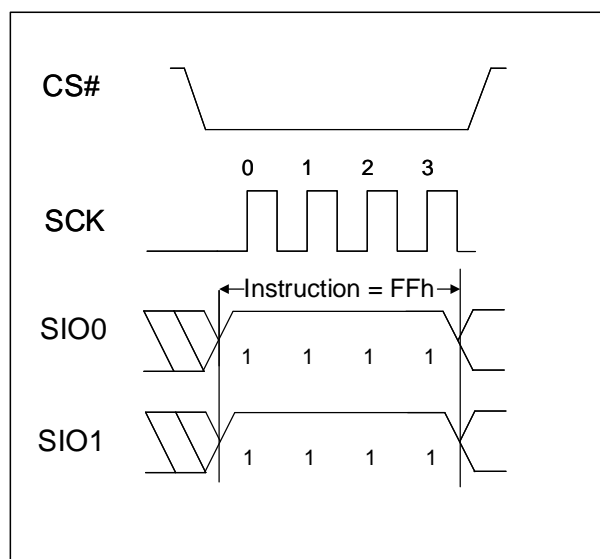 CS#
0 1 2 3
SCK
Instruction = FFh
SIO0
1 1 1 1
SIO1
1 1 1 1